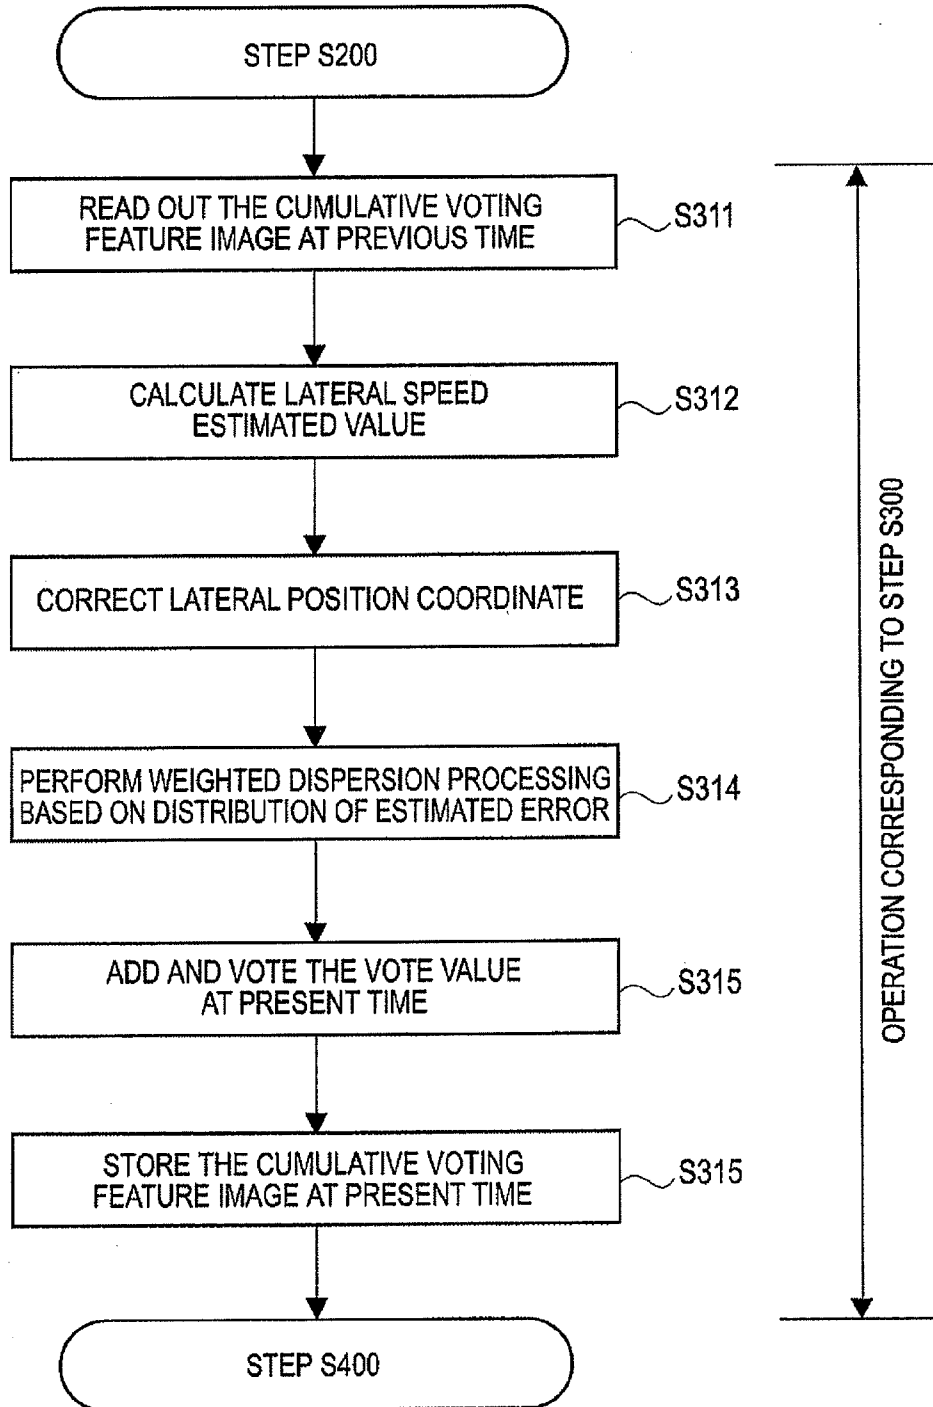 STEP S200
READ OUT THE CUMULATIVE VOTING
FEATURE IMAGE AT PREVIOUS TIME
S311
CALCULATE LATERAL SPEED
ESTIMATED VALUE
S312
CORRECT LATERAL POSITION COORDINATE
S313
PERFORM WEIGHTED DISPERSION PROCESSING
BASED ON DISTRIBUTION OF ESTIMATED ERROR
S314
ADD AND VOTE THE VOTE VALUE
AT PRESENT TIME
S315
STORE THE CUMULATIVE VOTING
FEATURE IMAGE AT PRESENT TIME
S315
STEP S400
OPERATION CORRESPONDING TO STEP S300